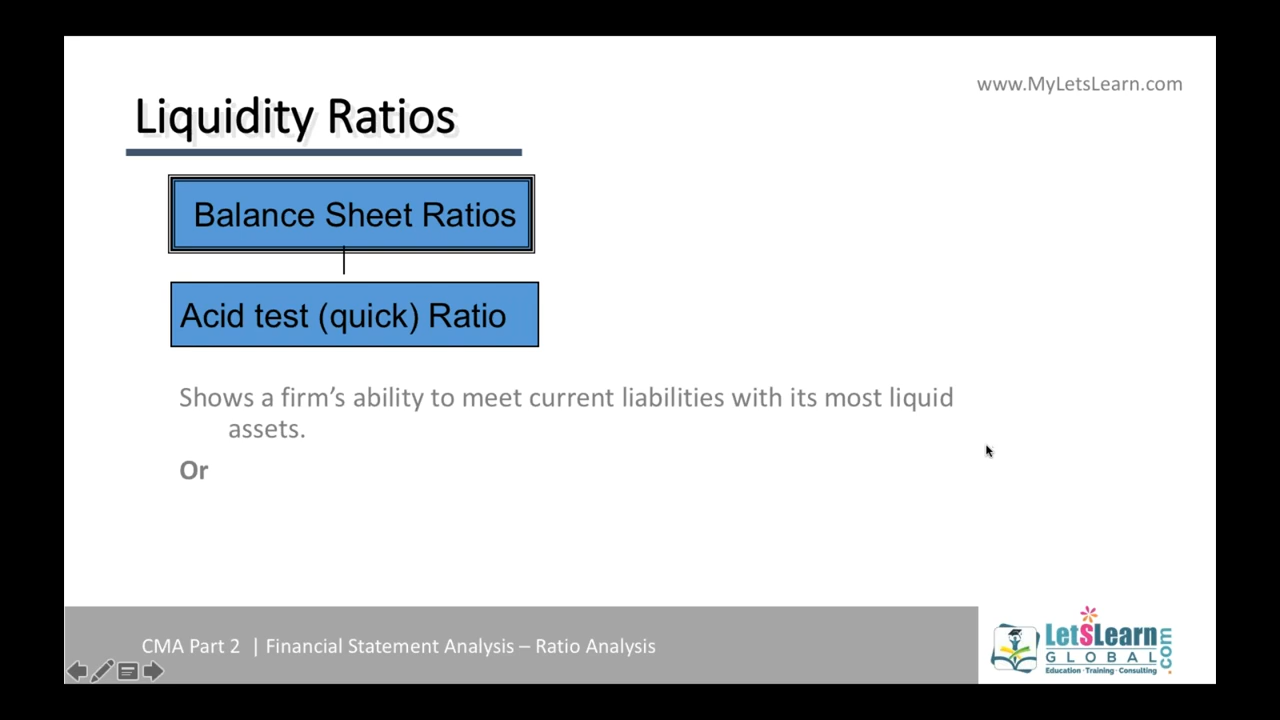 www.MyLetsLearn.com
Liquidity Ratios
Balance Sheet Ratios
Acid test (quick) Ratio
Shows a firm’s ability to meet current liabilities with its most liquid
assets.
Or
CMA Part 2 | Financial Statement Analysis – Ratio Analysis
LetSLearn
GLOBAL
.com
Education · Training · Consulting